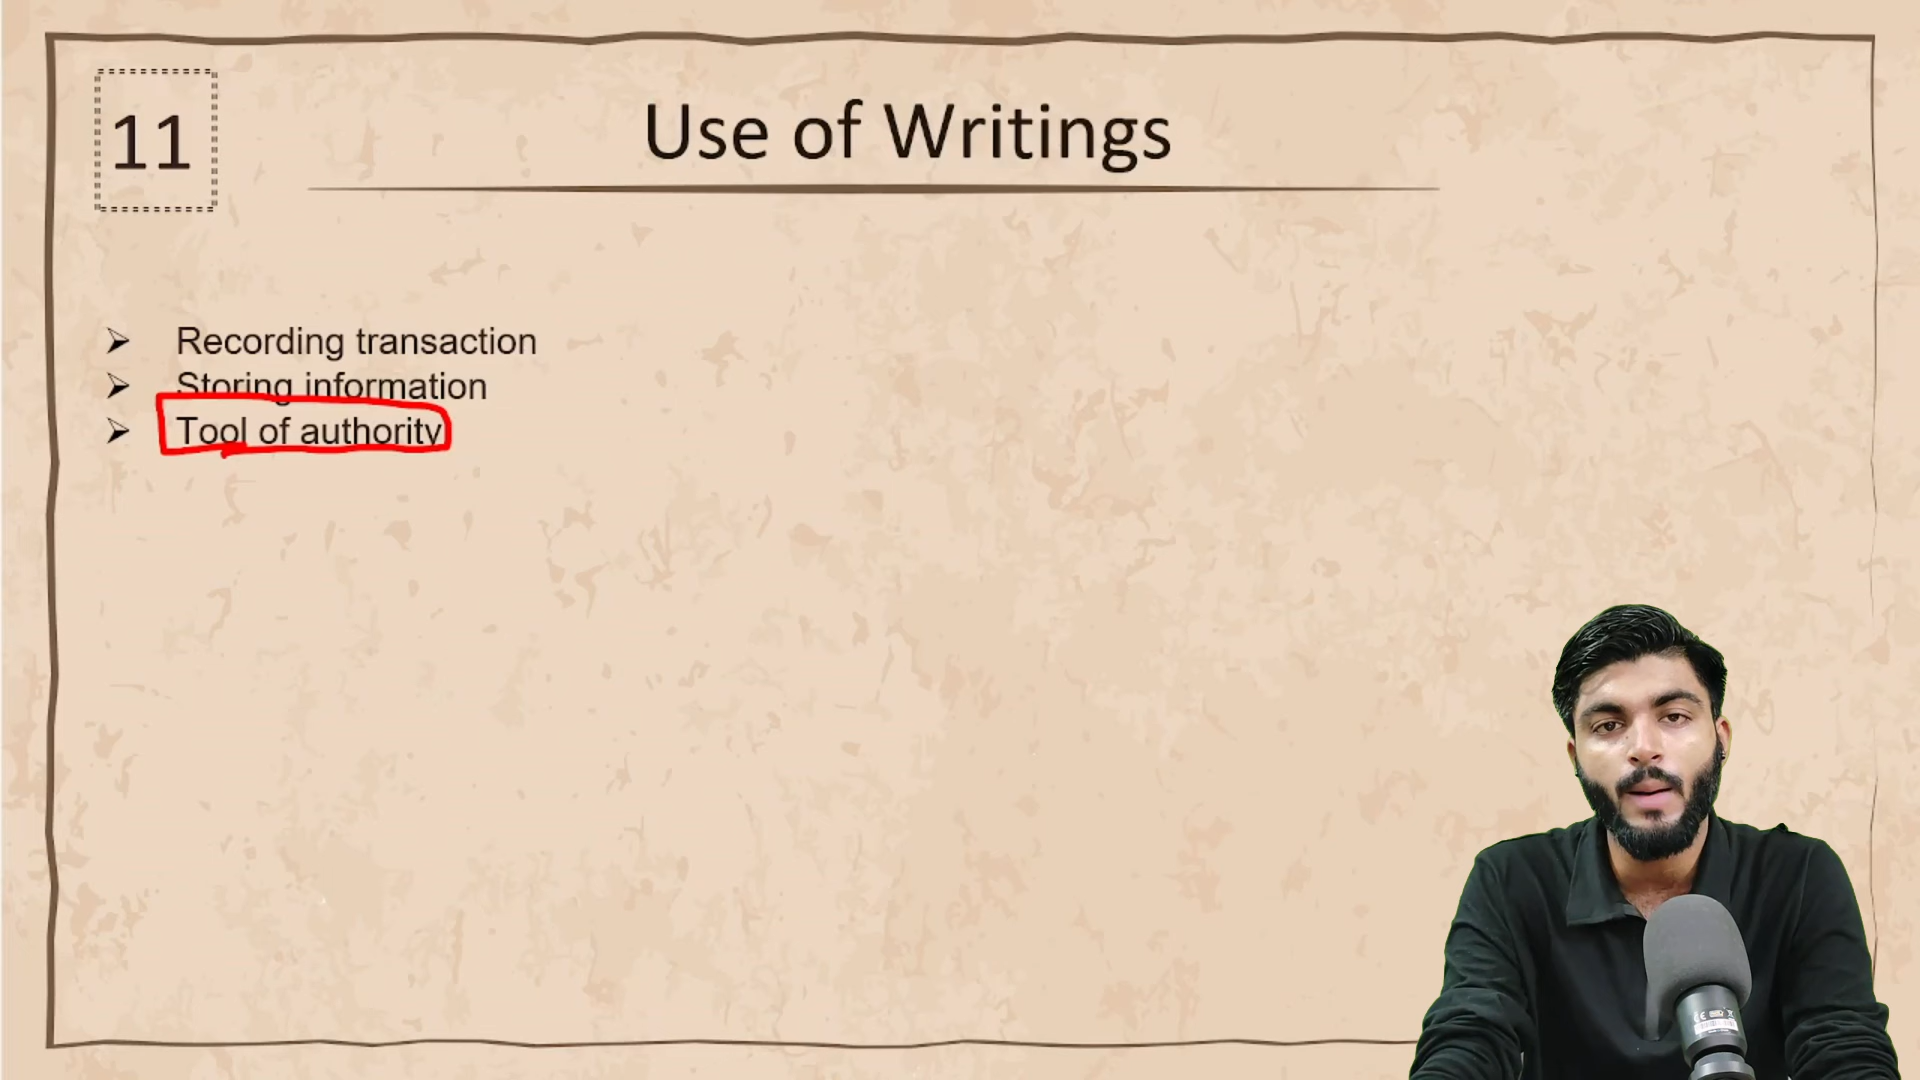 11
Use of Writings
➢ Recording transaction
➢ Storing information
➢ Tool of authority